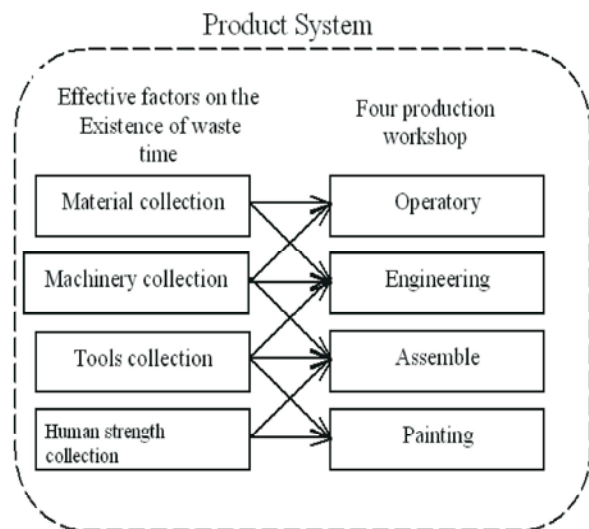 Product System
Effective factors on the
Existence of waste
time
Four production
workshop
Material collection
Operatory
Machinery collection
Engineering
Tools collection
Assemble
Human strength
collection
Painting